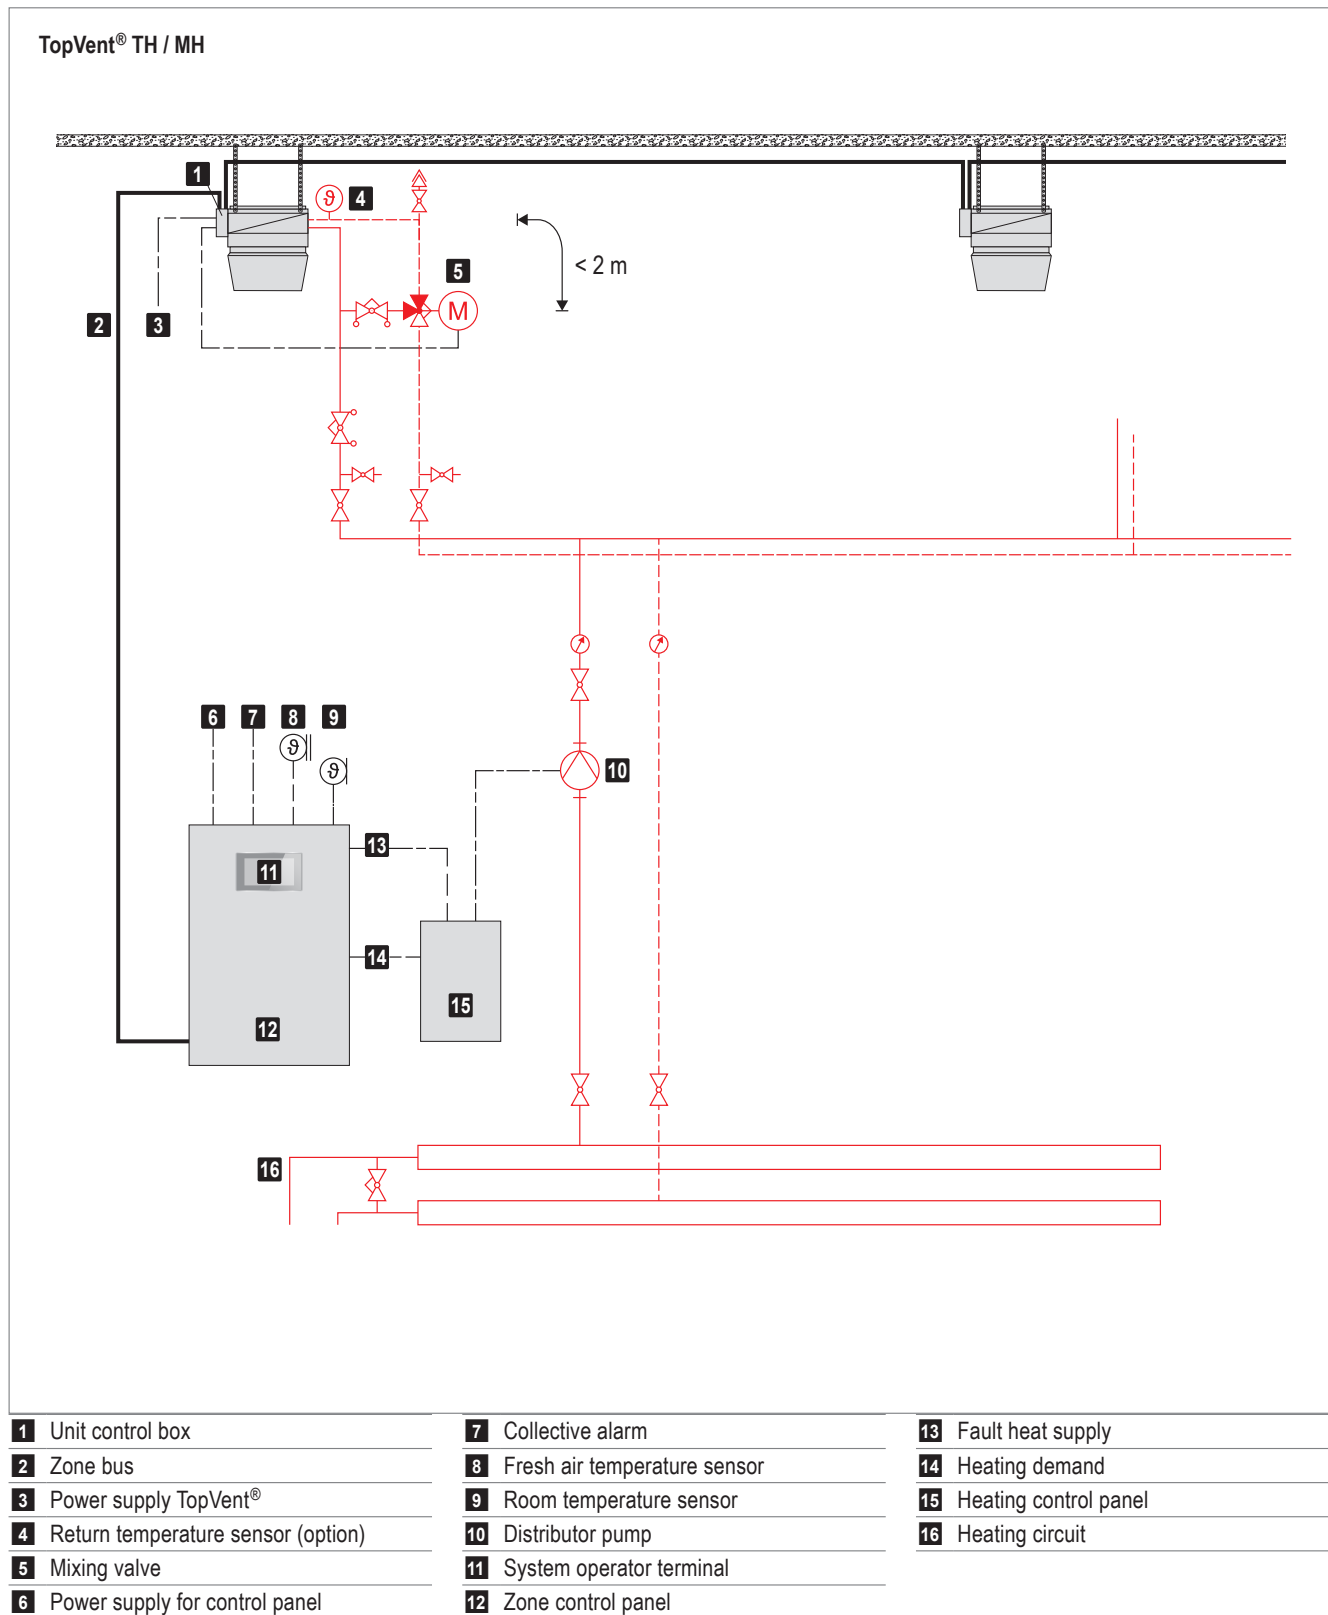 TopVent® TH / MH
1
4
ϑ
5
< 2 m
M
2
3
6
7
8
9
ϑ
ϑ
10
13
11
14
15
12
16
1 Unit control box
2 Zone bus
3 Power supply TopVent®
4 Return temperature sensor (option)
5 Mixing valve
6 Power supply for control panel
7 Collective alarm
8 Fresh air temperature sensor
9 Room temperature sensor
10 Distributor pump
11 System operator terminal
12 Zone control panel
13 Fault heat supply
14 Heating demand
15 Heating control panel
16 Heating circuit